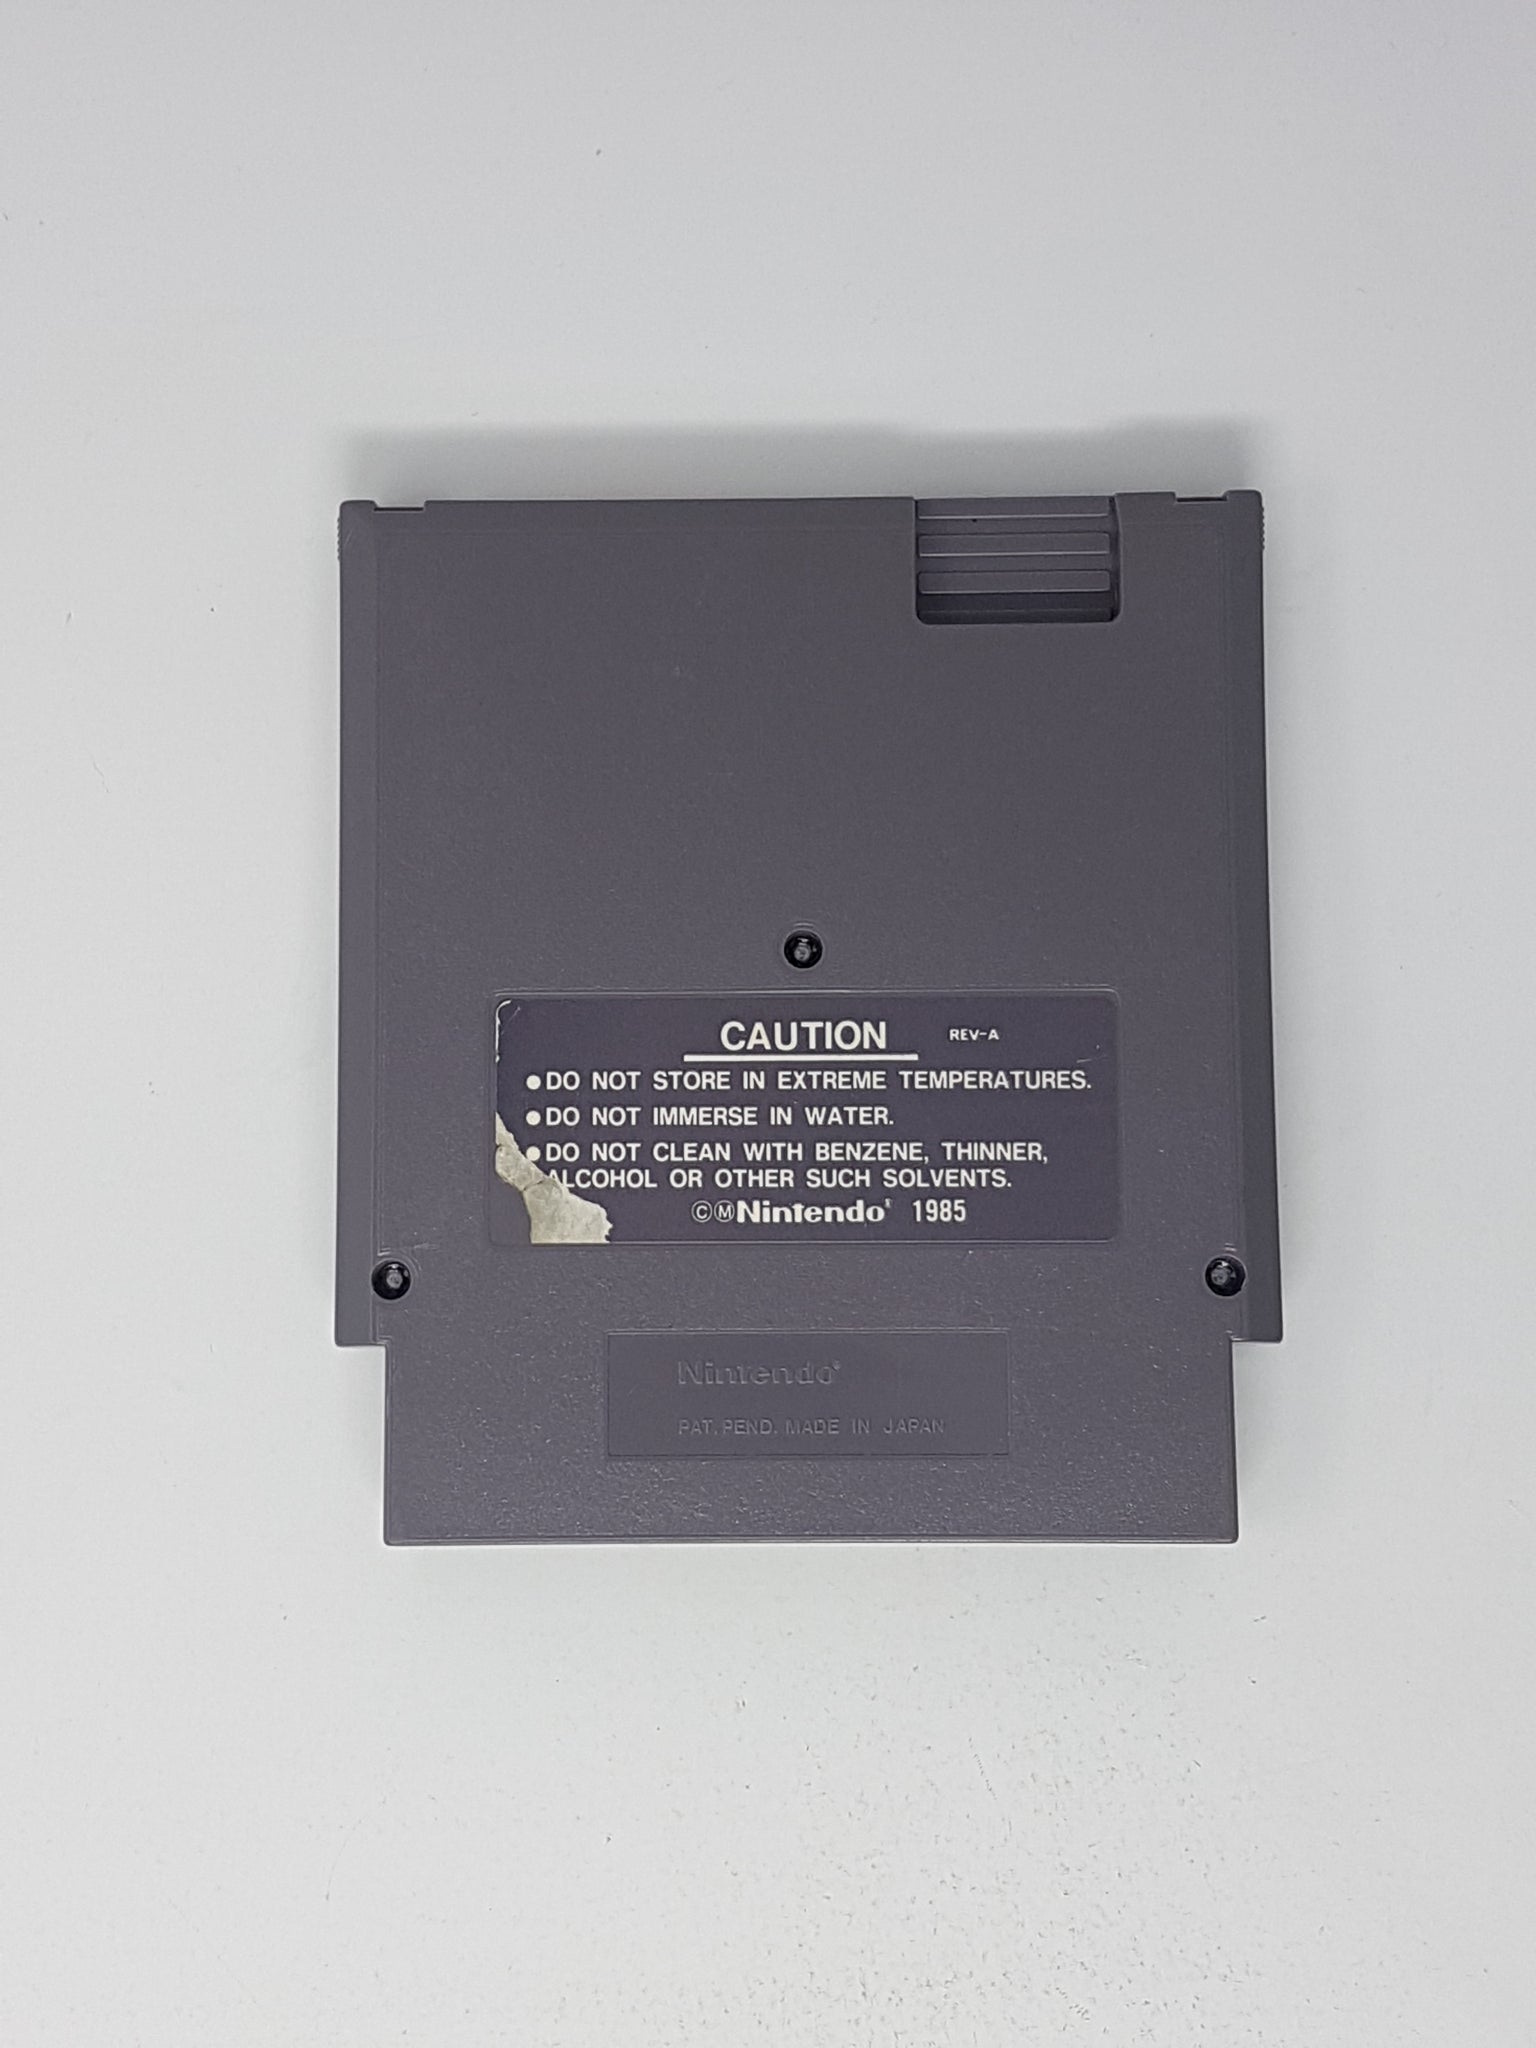 CAUTION REV-A
●DO NOT STORE IN EXTREME TEMPERATURES.
●DO NOT IMMERSE IN WATER.
●DO NOT CLEAN WITH BENZENE, THINNER,
ALCOHOL OR OTHER SUCH SOLVENTS.
©ⓂNintendo® 1985
Nintendo®
PAT. PEND. MADE IN JAPAN